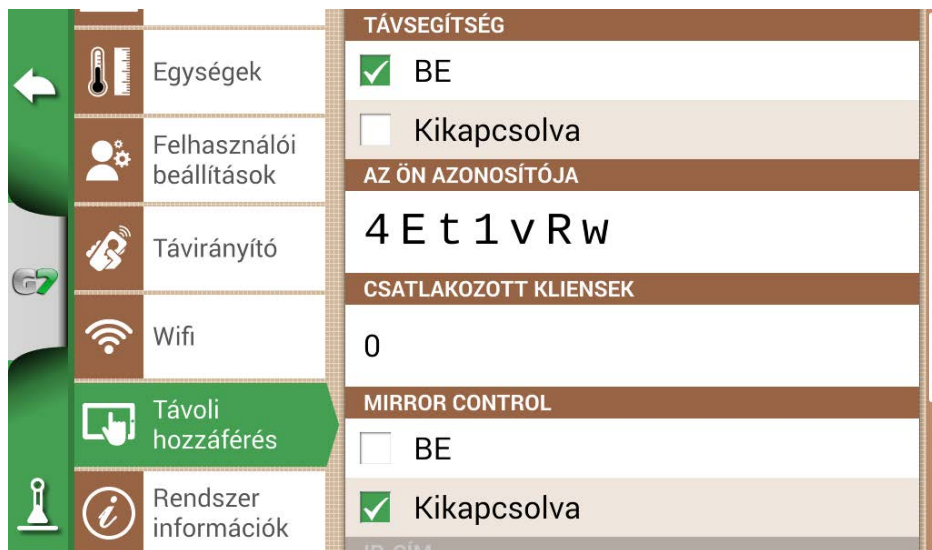 Egységek
Felhasználói
beállítások
Távirányító
Wifi
Távoli
hozzáférés
Rendszer
információk
G7
TÁVSEGÍTSÉG
BE
Kikapcsolva
AZ ÖN AZONOSÍTÓJA
4Et1vRw
CSATLAKOZOTT KLIENSEK
0
MIRROR CONTROL
BE
Kikapcsolva